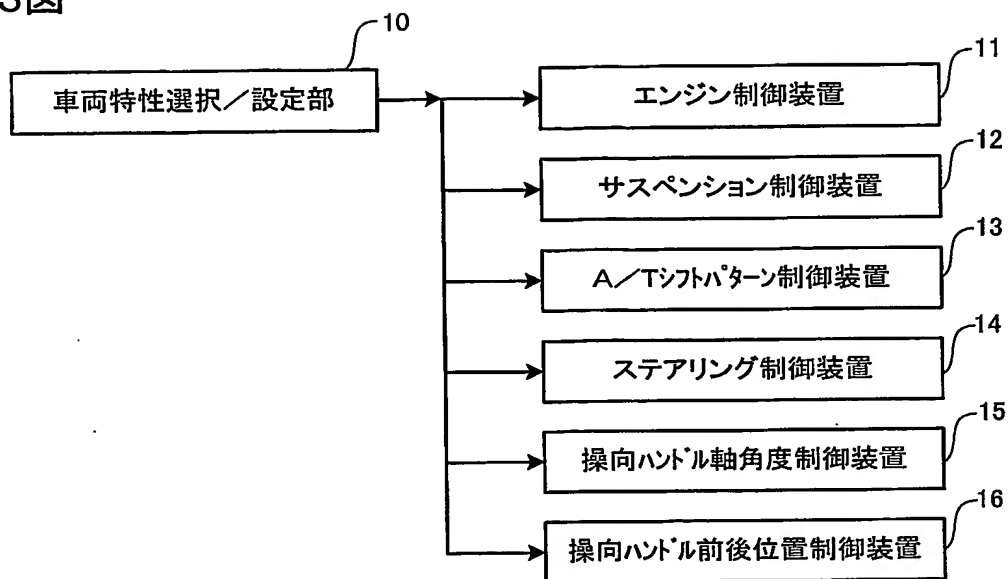 図
10
車両特性選択／設定部
11
エンジン制御装置
12
サスペンション制御装置
13
A／Tｼﾌﾄﾊﾟﾀｰﾝ制御装置
14
ステアリング制御装置
15
操向ﾊﾝﾄﾞﾙ軸角度制御装置
16
操向ﾊﾝﾄﾞﾙ前後位置制御装置